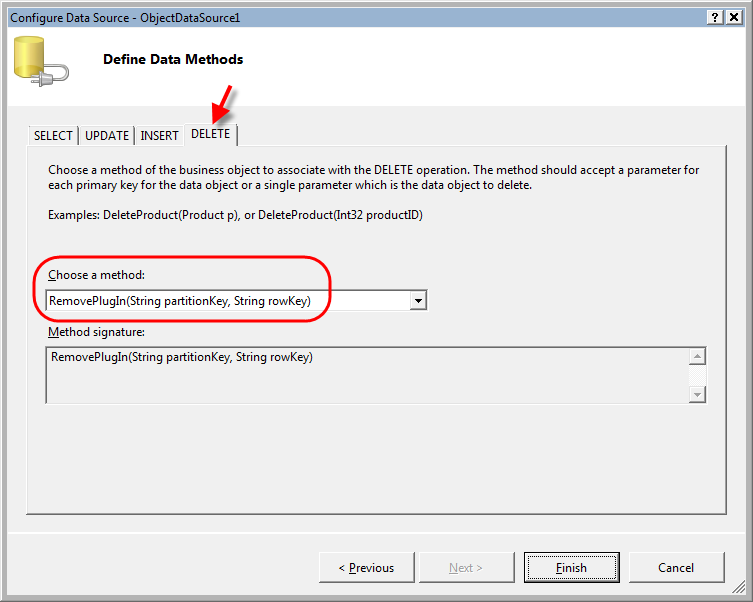 Configure Data Source - ObjectDataSource1
Define Data Methods
SELECT UPDATE INSERT DELETE
Choose a method of the business object to associate with the DELETE operation. The method should accept a parameter for
each primary key for the data object or a single parameter which is the data object to delete.
Examples: DeleteProduct(Product p), or DeleteProduct(Int32 productID)
Choose a method:
RemovePlugIn(String partitionKey, String rowKey)
Method signature:
RemovePlugIn(String partitionKey, String rowKey)
< Previous Next > Finish Cancel